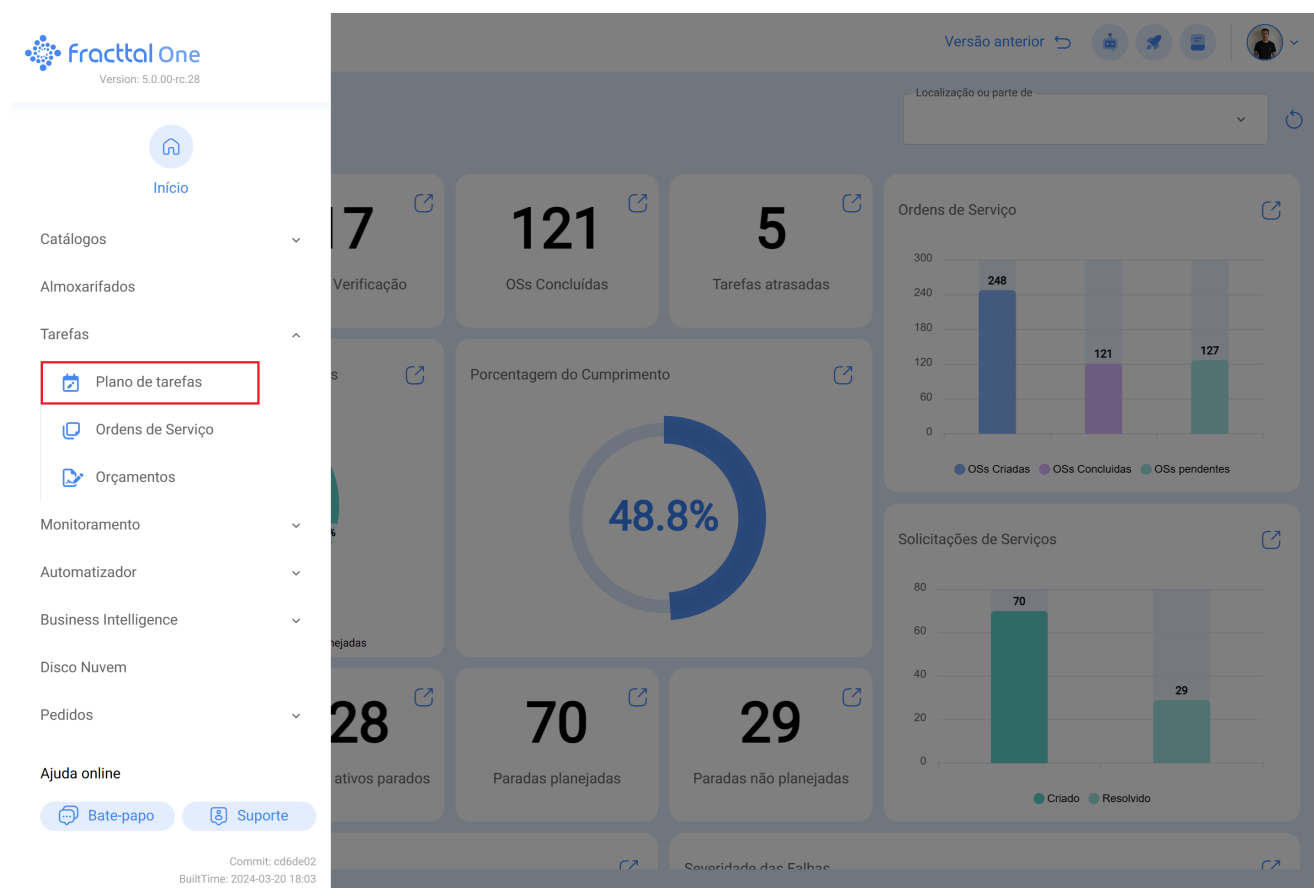 fracttal One
Version: 5.0.00-rc.28
Início
Catálogos
Almoxarifados
Tarefas
Plano de tarefas
Ordens de Serviço
Orçamentos
Monitoramento
Automatizador
Business Intelligence
Disco Nuvem
Pedidos
Ajuda online
Bate-papo
Suporte
Commit: cd6de02
BuiltTime: 2024-03-20 18:03
Versão anterior
Localização ou parte de
7
Verificação
121
OSs Concluídas
5
Tarefas atrasadas
Ordens de Serviço
300
240
180
120
60
0
248
121
127
OSs Criadas
OSs Concluidas
OSs pendentes
s
%
nejadas
Porcentagem do Cumprimento
48.8%
Solicitações de Serviços
80
60
40
20
0
70
29
Criado
Resolvido
28
ativos parados
70
Paradas planejadas
29
Paradas não planejadas
Severidade das Falhas